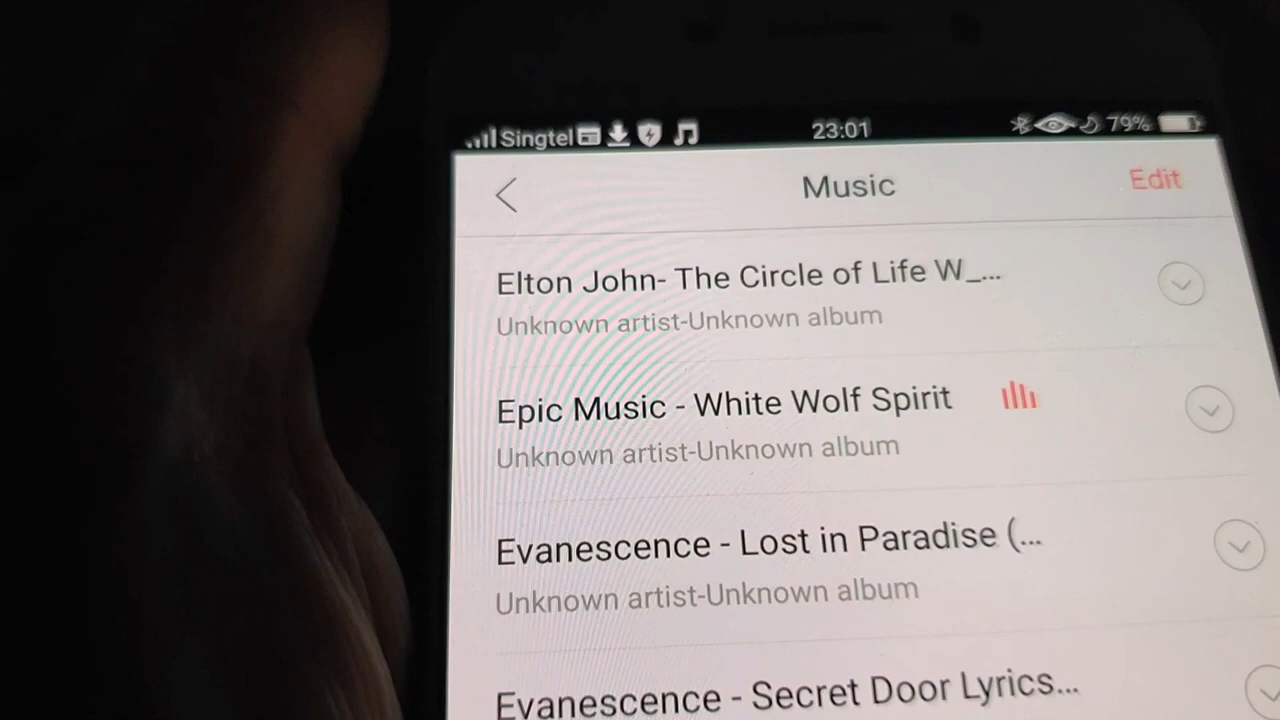 Singtel 23:01 79%
Music Edit
Elton John- The Circle of Life W_...
Unknown artist-Unknown album
Epic Music - White Wolf Spirit
Unknown artist-Unknown album
Evanescence - Lost in Paradise (...
Unknown artist-Unknown album
Evanescence - Secret Door Lyrics...